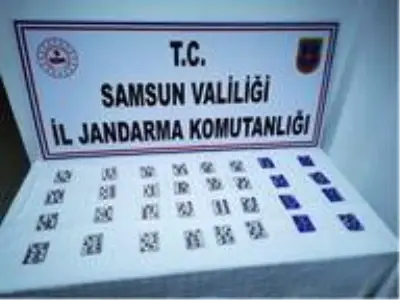 T.C.
SAMSUN VALİLİĞİ
İL JANDARMA KOMUTANLIĞI